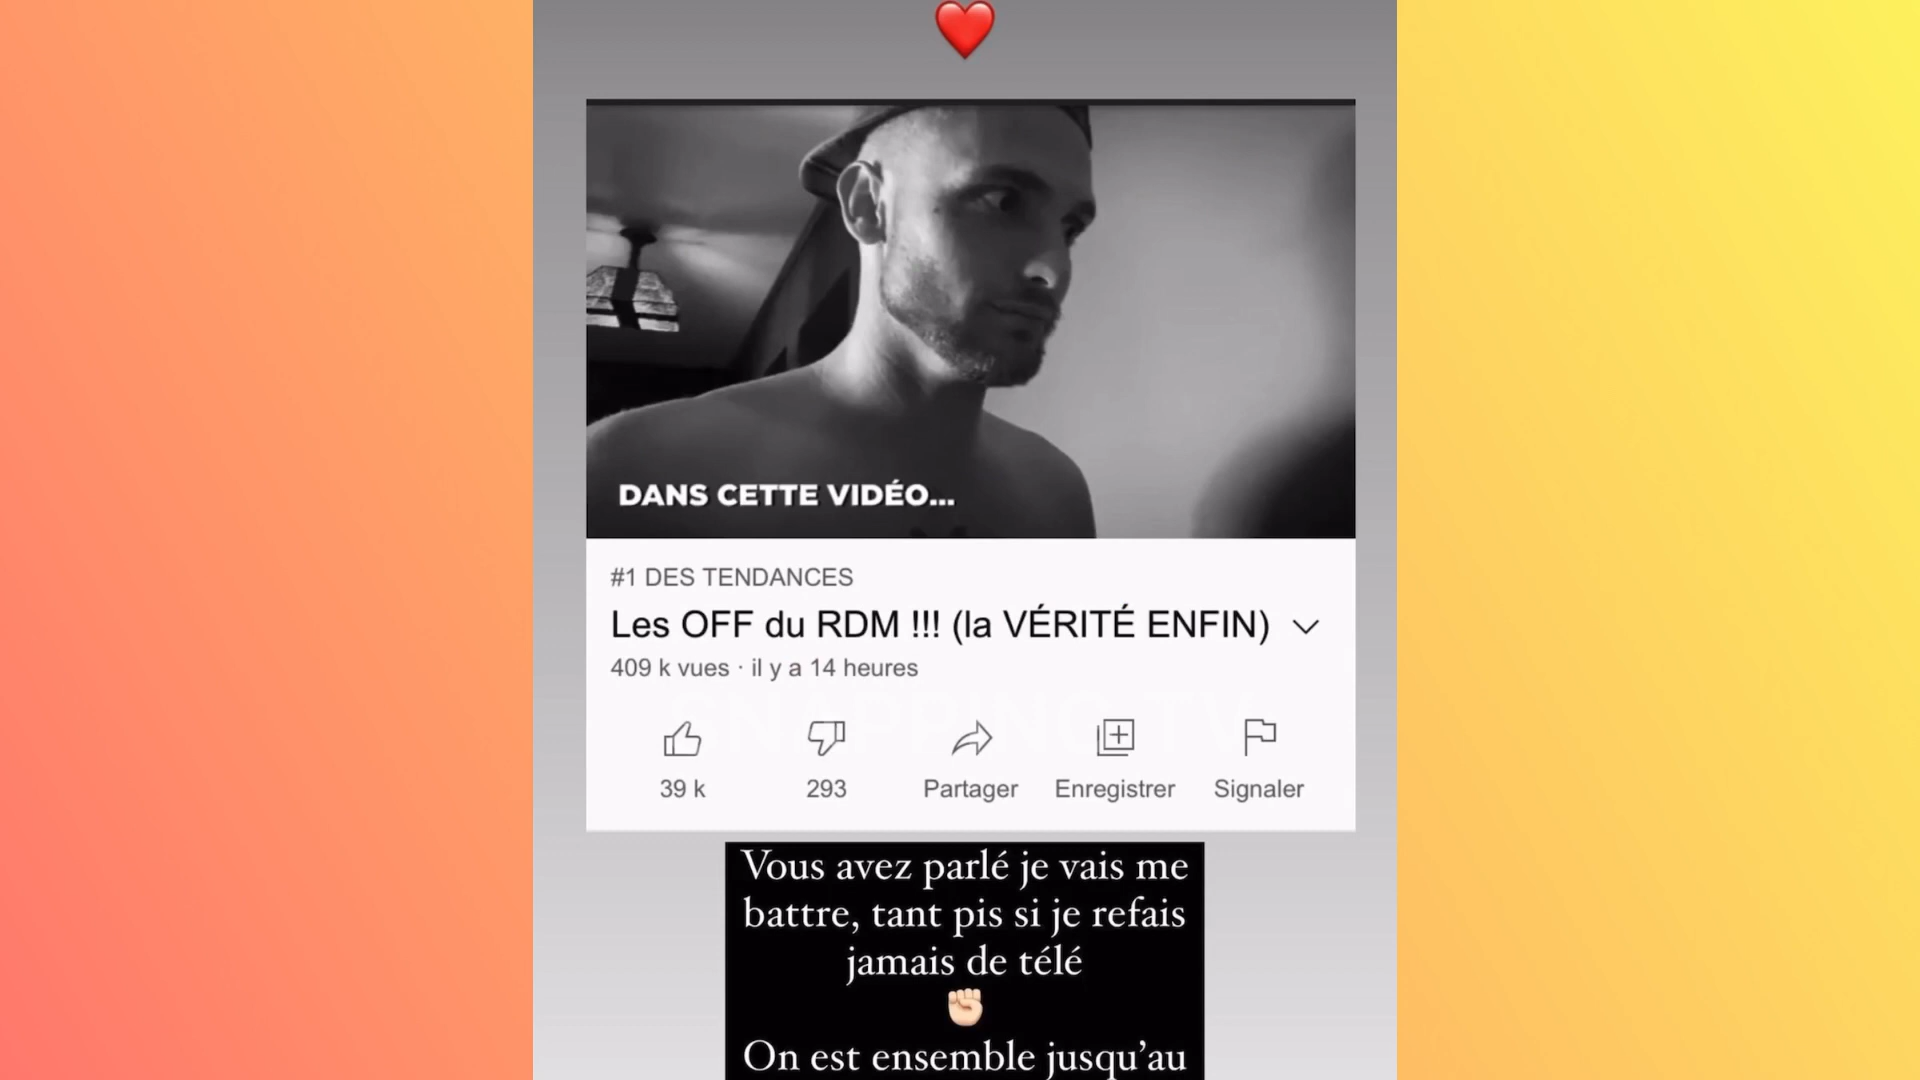 DANS CETTE VIDÉO...
#1 DES TENDANCES
Les OFF du RDM !!! (la VÉRITÉ ENFIN)
409 k vues · il y a 14 heures
SNAPPING TV
39 k 293 Partager Enregistrer Signaler
Vous avez parlé je vais me
battre, tant pis si je refais
jamais de télé
✊🏻
On est ensemble jusqu'au